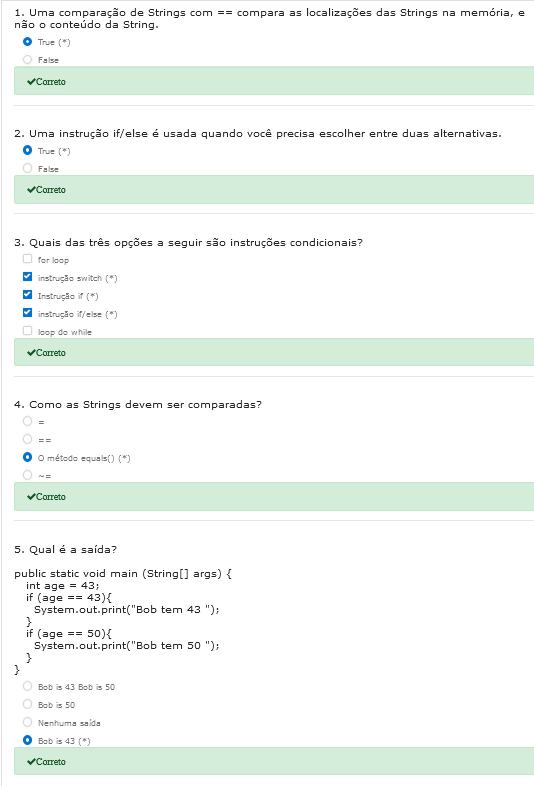 1. Uma comparação de Strings com == compara as localizações das Strings na memória, e
não o conteúdo da String.
True (*)
False
Correto
2. Uma instrução if/else é usada quando você precisa escolher entre duas alternativas.
True (*)
False
Correto
3. Quais das três opções a seguir são instruções condicionais?
for loop
instrução switch (*)
Instrução if (*)
instrução if/else (*)
loop do while
Correto
4. Como as Strings devem ser comparadas?
=
==
O método equals() (*)
~=
Correto
5. Qual é a saída?
public static void main (String[] args) {
int age = 43;
if (age == 43){
System.out.print("Bob tem 43 ");
}
if (age == 50){
System.out.print("Bob tem 50 ");
}
}
Bob is 43 Bob is 50
Bob is 50
Nenhuma saída
Bob is 43 (*)
Correto